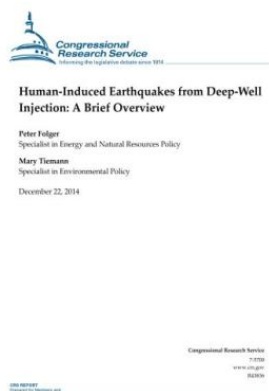 Congressional
Research Service
Informing the legislative debate since 1914
Human-Induced Earthquakes from Deep-Well
Injection: A Brief Overview
Peter Folger
Specialist in Energy and Natural Resources Policy
Mary Tiemann
Specialist in Environmental Policy
December 22, 2014
Congressional Research Service
7-5700
www.crs.gov
CRS REPORT